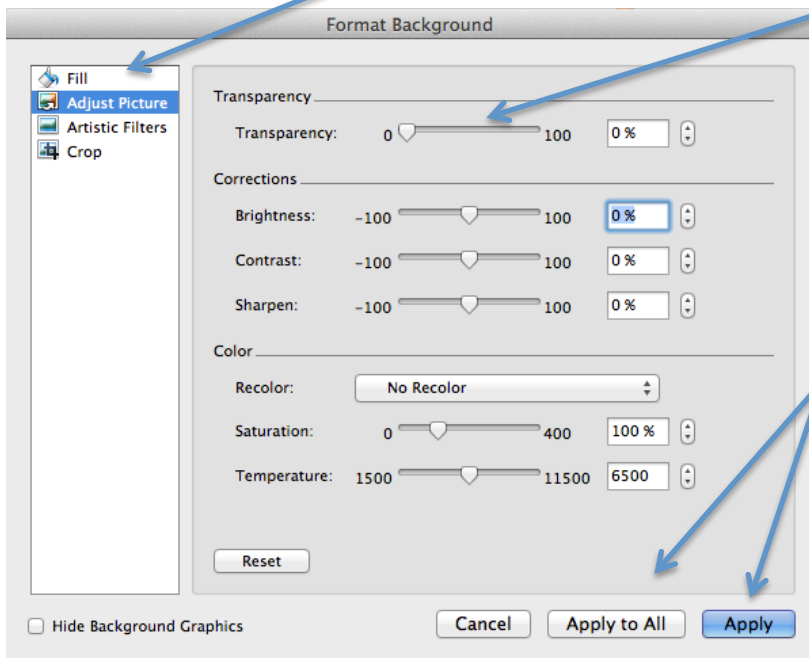 Format Background
Fill
Adjust Picture
Artistic Filters
Crop
Transparency
Transparency: 0 100 0 %
Corrections
Brightness: -100 100 0 %
Contrast: -100 100 0 %
Sharpen: -100 100 0 %
Color
Recolor: No Recolor
Saturation: 0 400 100 %
Temperature: 1500 11500 6500
Reset
Hide Background Graphics Cancel Apply to All Apply